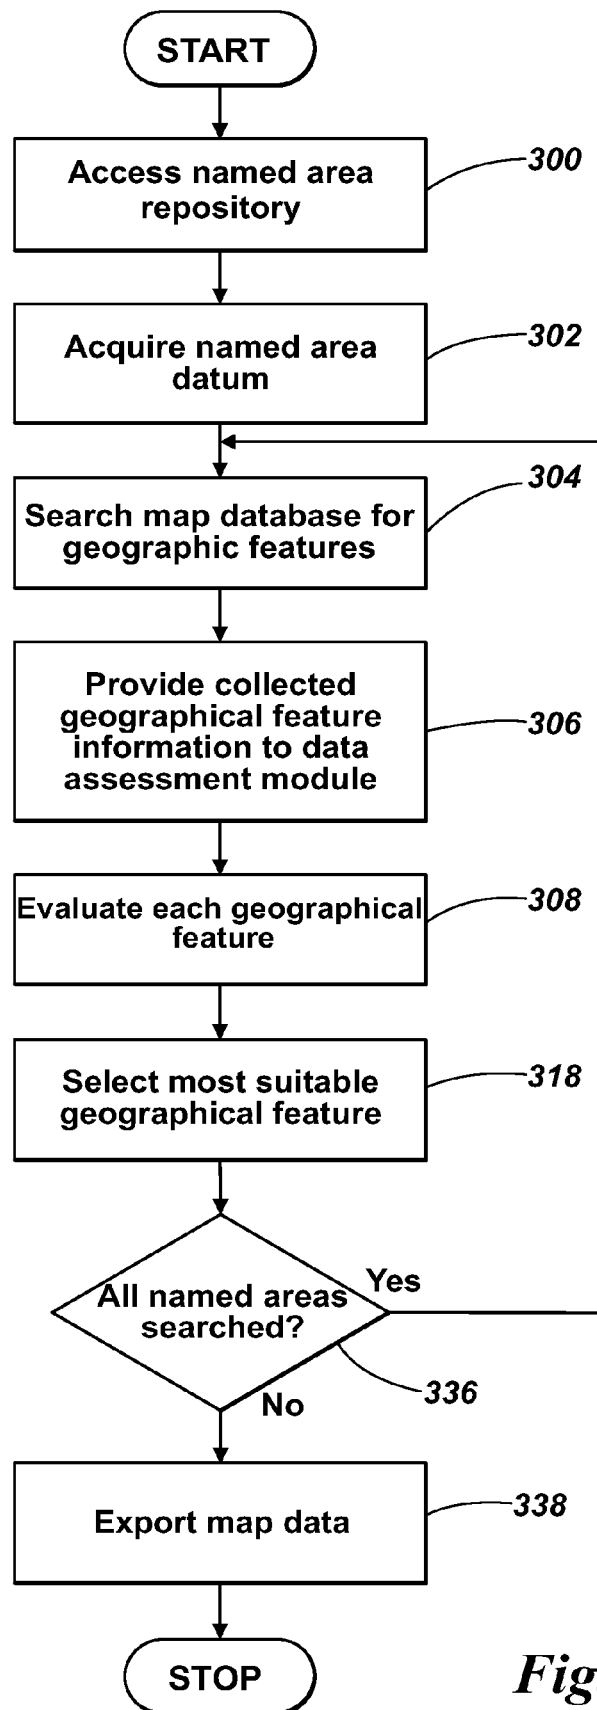 START
Access named area
repository
300
Acquire named area
datum
302
304
Search map database for
geographic features
Provide collected
geographical feature
information to data
assessment module
306
Evaluate each geographical
feature
308
Select most suitable
geographical feature
318
All named areas
searched?
Yes
No
336
Export map data
338
STOP
Fig